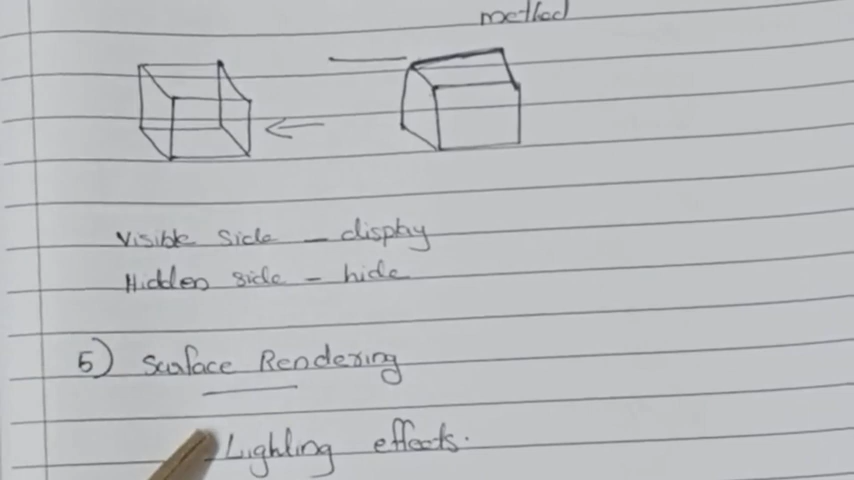 method
Visible side - display
Hidden side - hide
5) Surface Rendering
Lighting effects.